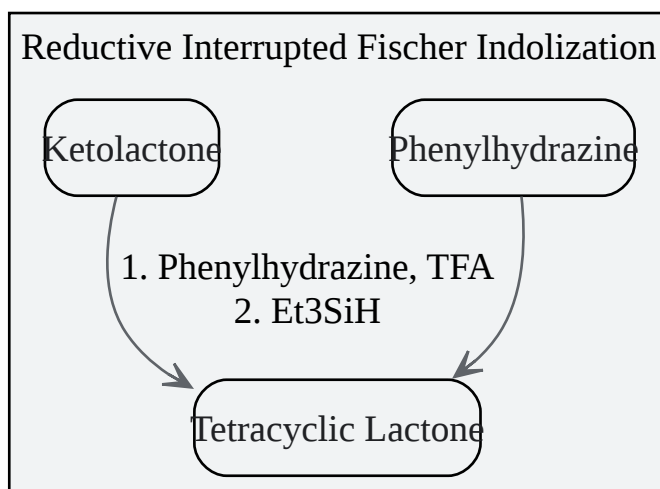 Reductive Interrupted Fischer Indolization
Ketolactone
Phenylhydrazine
1. Phenylhydrazine, TFA
2. Et3SiH
Tetracyclic Lactone